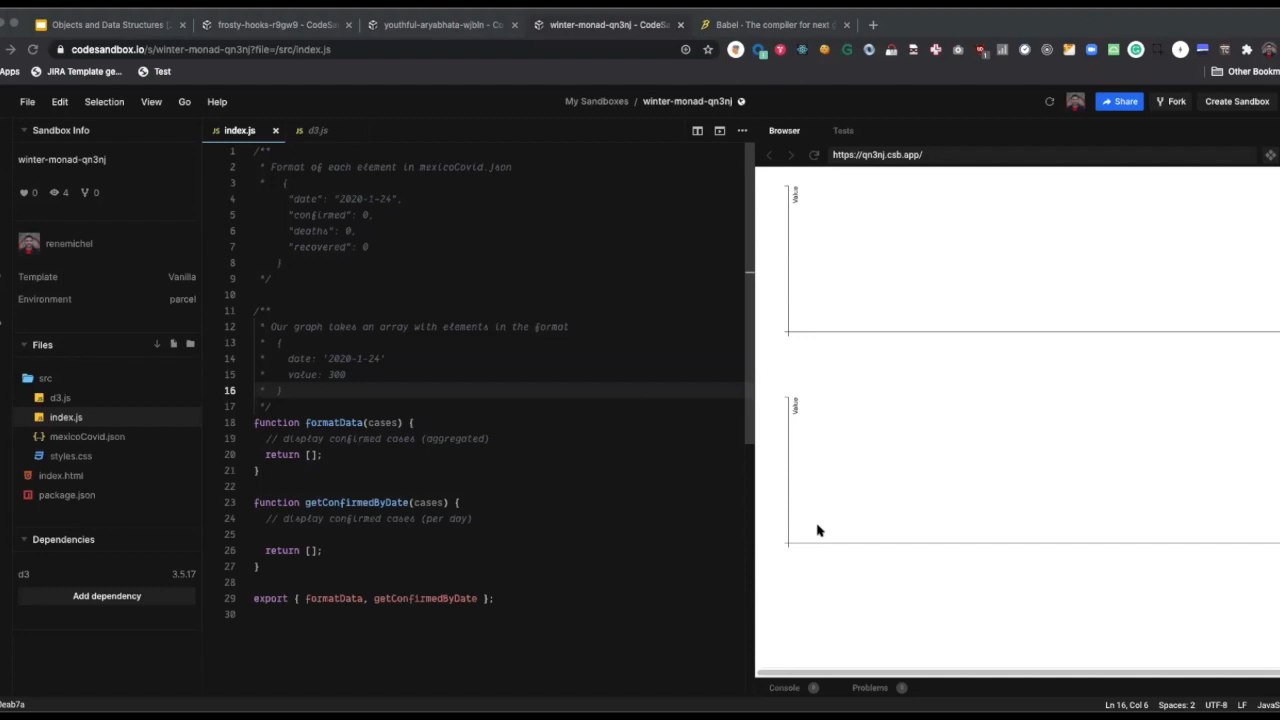 Objects and Data Structures [
frosty-hooks-r9gw9 - CodeSa
youthful-aryabhata-wjbln - Co
winter-monad-qn3nj - CodeSa
Babel · The compiler for next g
codesandbox.io/s/winter-monad-qn3nj?file=/src/index.js
Apps
JIRA Template ge...
Test
Other Bookm
File
Edit
Selection
View
Go
Help
My Sandboxes / winter-monad-qn3nj
Share
Fork
Create Sandbox
Sandbox Info
winter-monad-qn3nj
0
4
0
renemichel
Template
Vanilla
Environment
parcel
Files
src
d3.js
index.js
mexicoCovid.json
styles.css
index.html
package.json
Dependencies
d3
3.5.17
Add dependency
JS index.js
JS d3.js
1 /**
2 * Format of each element in mexicoCovid.json
3 * {
4 "date": "2020-1-24",
5 "confirmed": 0,
6 "deaths": 0,
7 "recovered": 0
8 }
9 */
10
11 /**
12 * Our graph takes an array with elements in the format
13 * {
14 * date: '2020-1-24'
15 * value: 300
16 * }
17 */
18 function formatData(cases) {
19 // display confirmed cases (aggregated)
20 return [];
21 }
22
23 function getConfirmedByDate(cases) {
24 // display confirmed cases (per day)
25
26 return [];
27 }
28
29 export { formatData, getConfirmedByDate };
30
Browser
Tests
https://qn3nj.csb.app/
Value
Value
Console
Problems
leab7a
Ln 16, Col 6
Spaces: 2
UTF-8
LF
JavaS